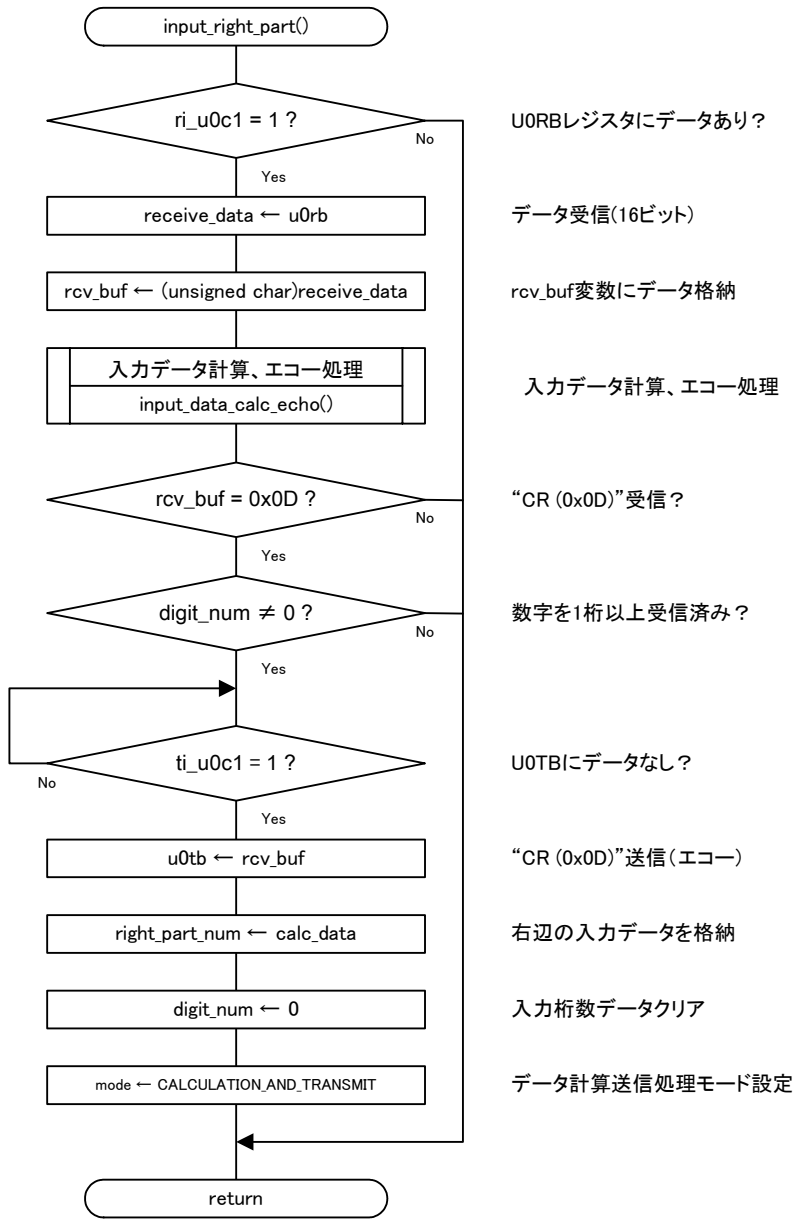 input_right_part()
ri_u0c1 = 1 ?
U0RBレジスタにデータあり?
No
Yes
receive_data ← u0rb
データ受信(16ビット)
rcv_buf ← (unsigned char)receive_data
rcv_buf変数にデータ格納
入力データ計算、エコー処理
input_data_calc_echo()
入力データ計算、エコー処理
rcv_buf = 0x0D ?
“CR (0x0D)”受信?
No
Yes
digit_num ≠ 0 ?
数字を1桁以上受信済み?
No
Yes
ti_u0c1 = 1 ?
U0TBにデータなし?
No
Yes
u0tb ← rcv_buf
“CR (0x0D)”送信(エコー)
right_part_num ← calc_data
右辺の入力データを格納
digit_num ← 0
入力桁数データクリア
mode ← CALCULATION_AND_TRANSMIT
データ計算送信処理モード設定
return